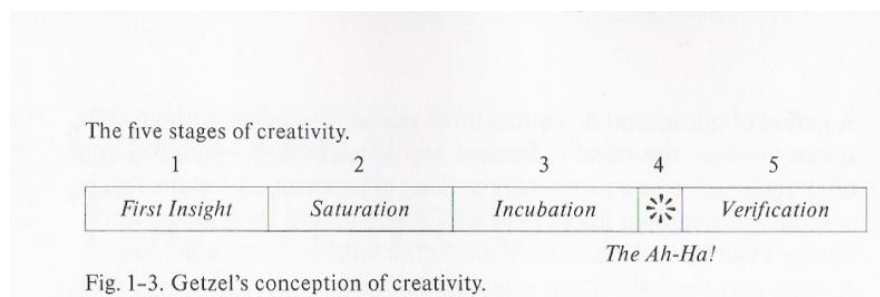 The five stages of creativity.
1 2 3 4 5
First Insight Saturation Incubation Verification
The Ah-Ha!
Fig. 1-3. Getzel's conception of creativity.